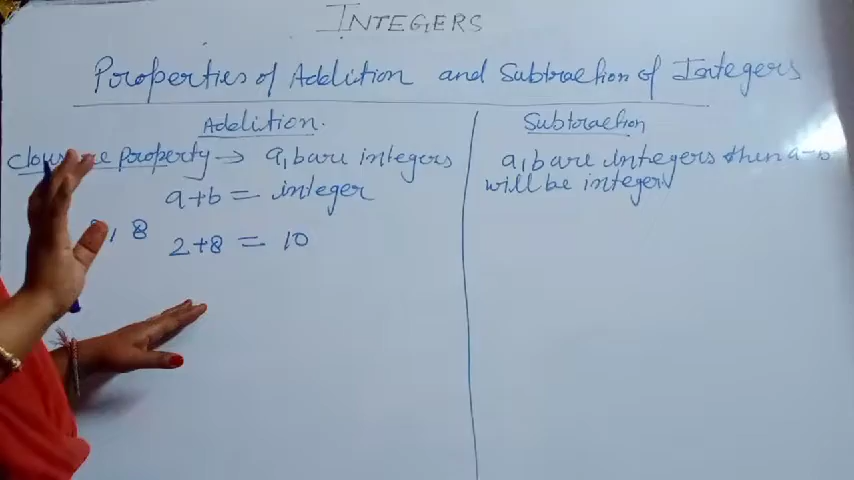 INTEGERS
Properties of Addition and Subtraction of Integers
Addition.
Closure property → a, b are integers
a+b = integer
, 8 2+8 = 10
Subtraction
a, b are integers then a-b
will be integer